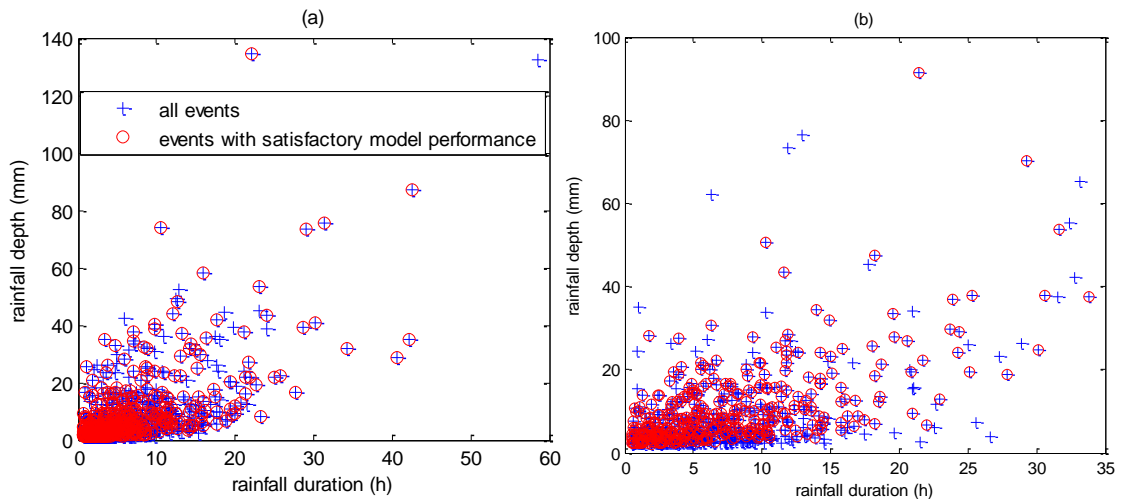 (a)
140
120
100
80
60
40
20
0
rainfall depth (mm)
all events
events with satisfactory model performance
0 10 20 30 40 50 60
rainfall duration (h)
(b)
100
80
60
40
20
0
rainfall depth (mm)
0 5 10 15 20 25 30 35
rainfall duration (h)